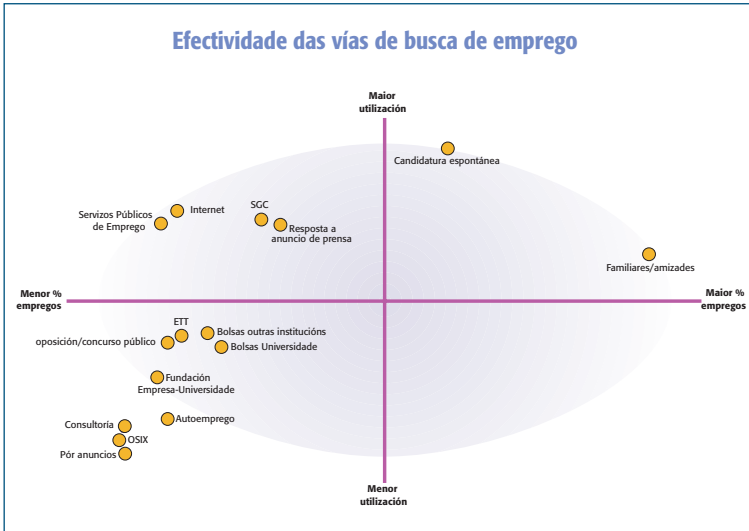 Efectividade das vías de busca de emprego
Maior
utilización
Candidatura espontánea
Internet
SGC
Servizos Públicos
de Emprego
Resposta a
anuncio de prensa
Familiares/amizades
Menor %
empregos
Maior %
empregos
ETT
Bolsas outras institucións
oposición/concurso público
Bolsas Universidade
Fundación
Empresa-Universidade
Autoemprego
Consultoría
OSIX
Pór anuncios
Menor
utilización